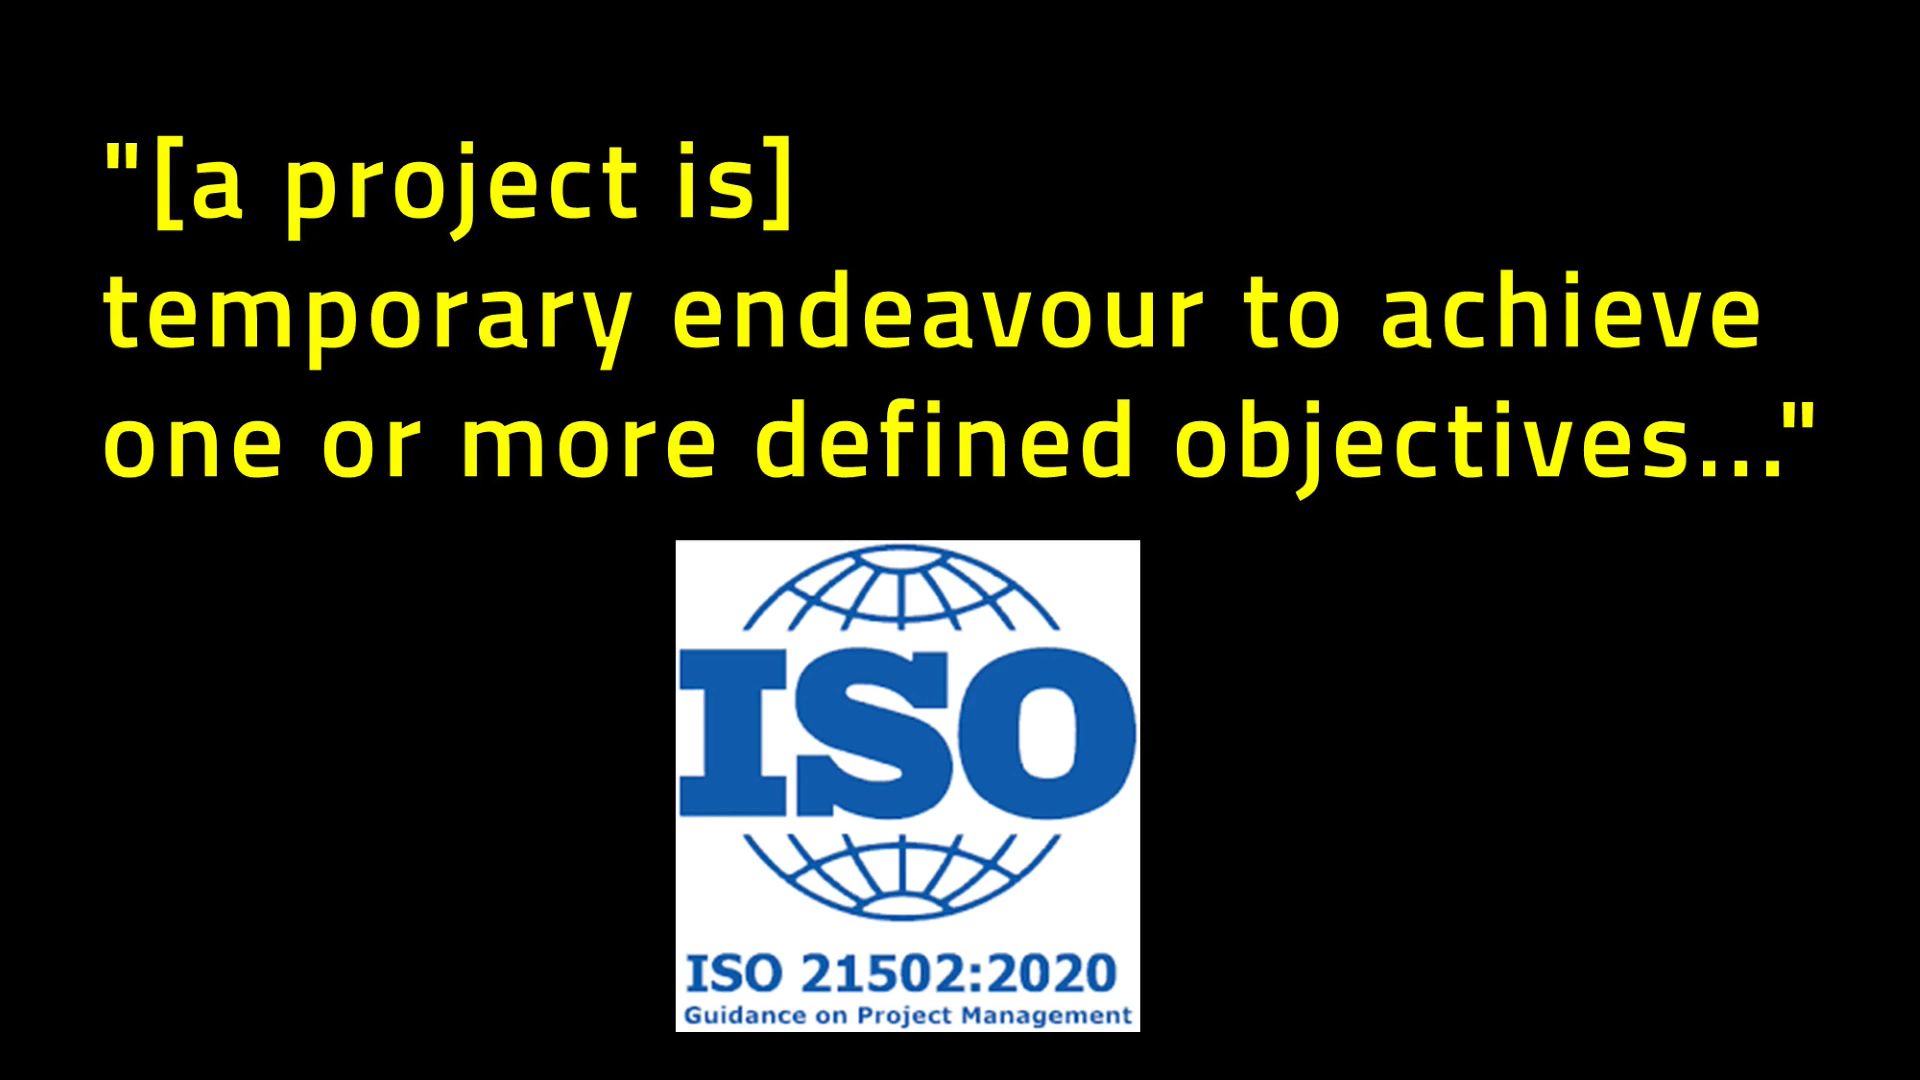 "[a project is]
temporary endeavour to achieve
one or more defined objectives..."
ISO
ISO 21502:2020
Guidance on Project Management